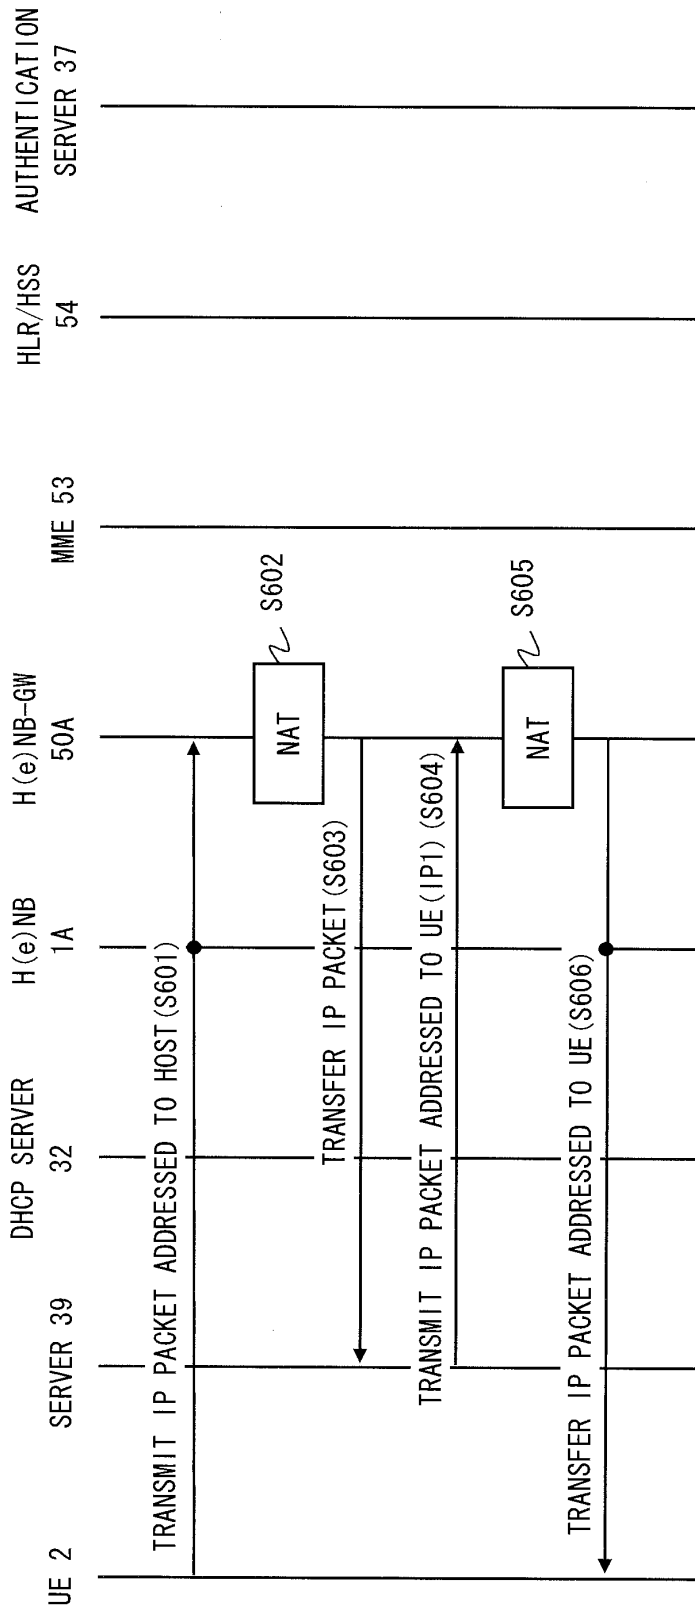 UE 2
SERVER 39
DHCP SERVER
32
H(e)NB
1A
H(e)NB-GW
50A
MME 53
HLR/HSS
54
AUTHENTICATION
SERVER 37
TRANSMIT IP PACKET ADDRESSED TO HOST(S601)
NAT
S602
TRANSFER IP PACKET(S603)
TRANSMIT IP PACKET ADDRESSED TO UE(IP1)(S604)
NAT
S605
TRANSFER IP PACKET ADDRESSED TO UE(S606)